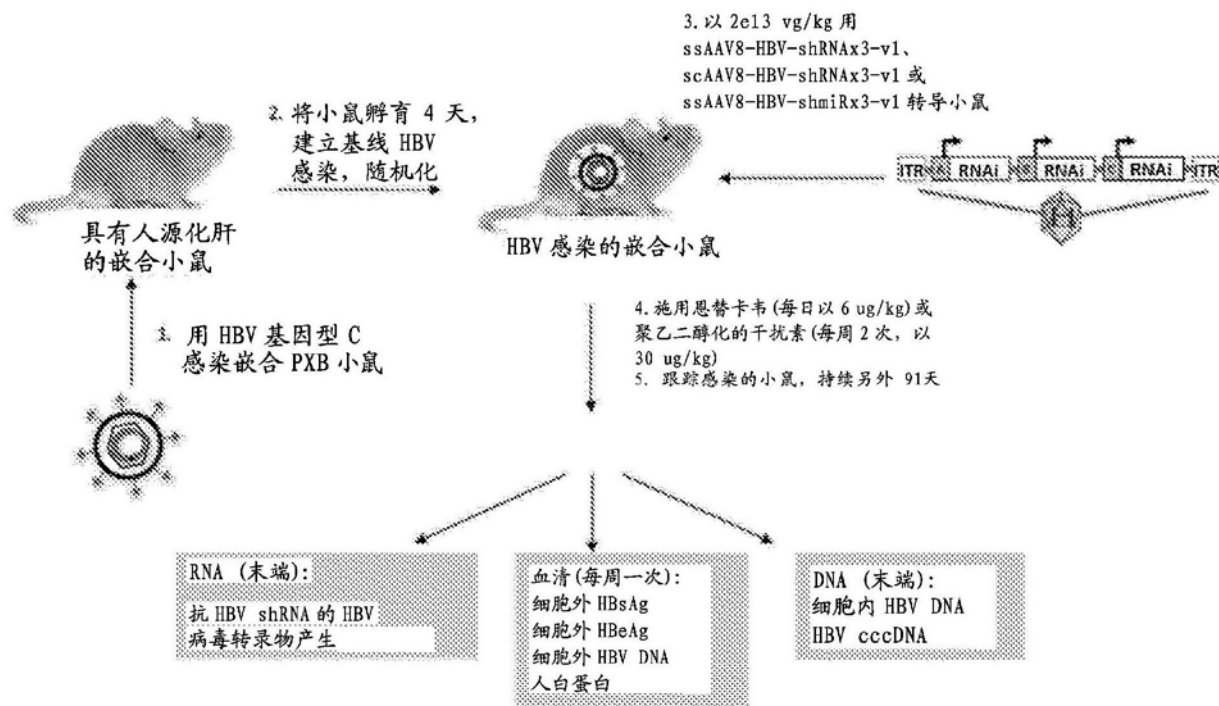 3.以 2e13 vg/kg 用
ssAAV8-HBV-shRNAx3-v1、
scAAV8-HBV-shRNAx3-v1 或
ssAAV8-HBV-shmiRx3-v1 转导小鼠
2. 将小鼠孵育 4 天，
建立基线 HBV
感染，随机化
ITR RNAi RNAi RNAi ITR
具有人源化肝
的嵌合小鼠
HBV 感染的嵌合小鼠
用 HBV 基因型 C
感染嵌合 PXB 小鼠
4.施用恩替卡韦(每日以 6 ug/kg)或
聚乙二醇化的干扰素(每周 2 次，以
30 ug/kg)
5. 跟踪感染的小鼠，持续另外 91天
RNA (末端):
抗 HBV shRNA 的 HBV
病毒转录物产生
血清(每周一次):
细胞外 HBsAg
细胞外 HBeAg
细胞外 HBV DNA
人白蛋白
DNA (末端):
细胞内 HBV DNA
HBV cccDNA